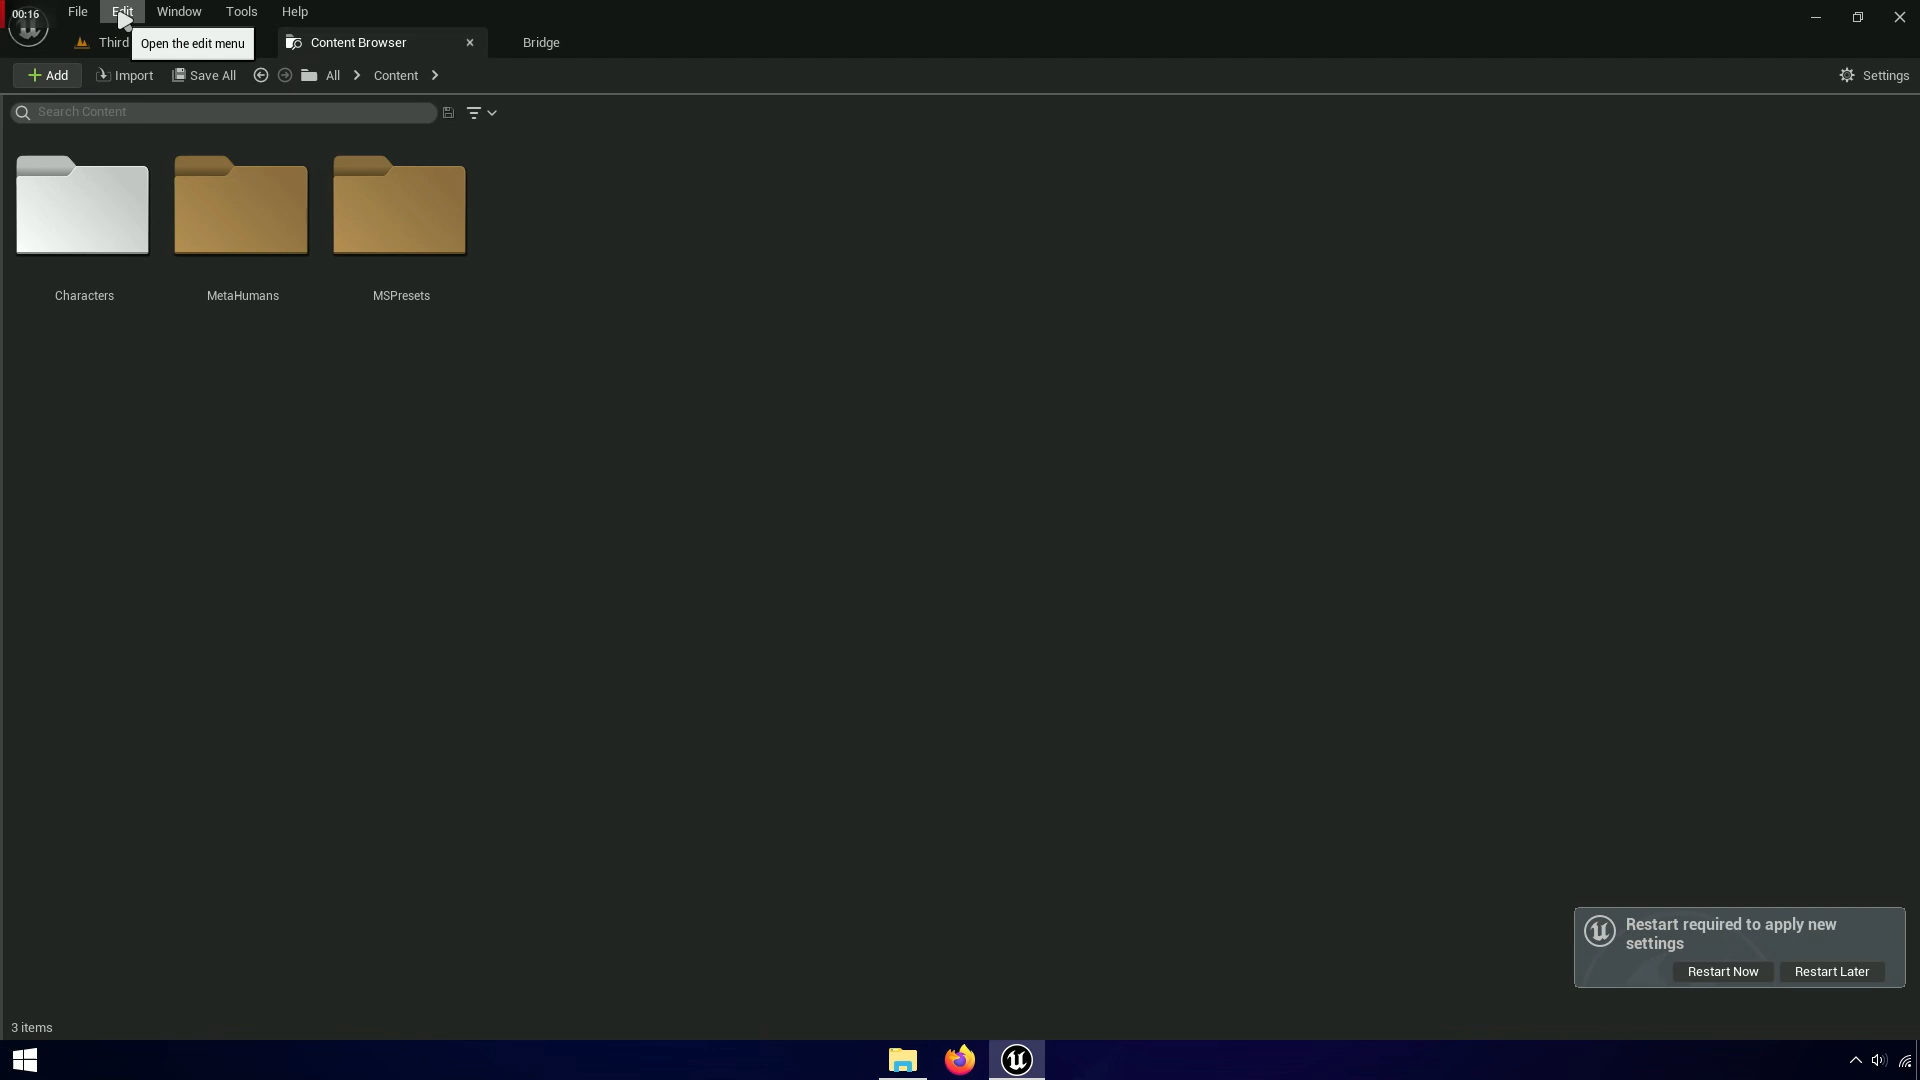 00:16
File Edit Window Tools Help
Third
Open the edit menu
Content Browser
Bridge
Add Import Save All All Content Settings
Search Content
Characters MetaHumans MSPresets
Restart required to apply new
settings
Restart Now Restart Later
3 items